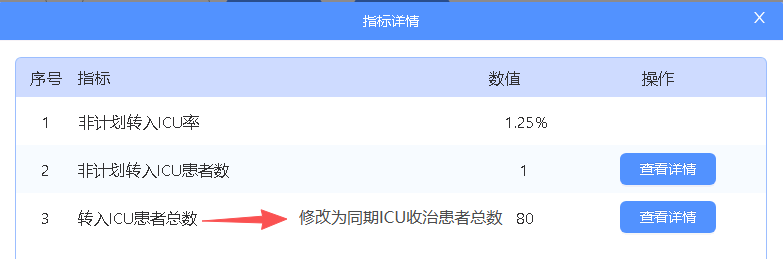 指标详情
序号 指标 数值 操作
1 非计划转入ICU率 1.25%
2 非计划转入ICU患者数 1 查看详情
3 转入ICU患者总数 修改为同期ICU收治患者总数 80 查看详情